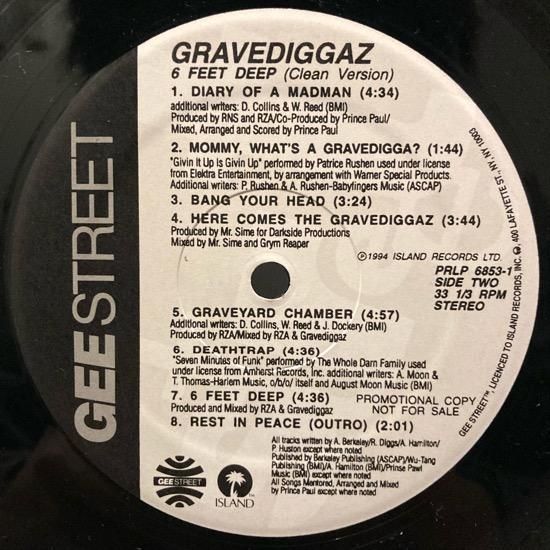 GRAVEDIGGAZ
6 FEET DEEP (Clean Version)
1. DIARY OF A MADMAN (4:34)
additional writers: D. Collins & W. Reed (BMI)
Produced by RNS and RZA/Co-Produced by Prince Paul/
Mixed, Arranged and Scored by Prince Paul
2. MOMMY, WHAT'S A GRAVEDIGGA? (1:44)
"Givin It Up is Givin Up" performed by Patrice Rushen used under license
from Elektra Entertainment, by arrangement with Warner Special Products.
Additional writers: P. Rushen & A. Rushen-Babyfingers Music (ASCAP)
3. BANG YOUR HEAD (3:24)
4. HERE COMES THE GRAVEDIGGAZ (3:44)
Produced by Mr. Sime for Darkside Productions
Mixed by Mr. Sime and Grym Reaper
Ⓟ©1994 ISLAND RECORDS LTD.
PRLP 6853-1
SIDE TWO
33 1/3 RPM
STEREO
5. GRAVEYARD CHAMBER (4:57)
Additional writers: D. Collins, W. Reed & J. Dockery (BMI)
Produced by RZA/Mixed by RZA & Gravediggaz
6. DEATHTRAP (4:36)
"Seven Minutes of Funk" performed by The Whole Darn Family used
under license from Amherst Records, Inc. additional writers: A. Moon &
T. Thomas-Harlem Music, o/b/o/ itself and August Moon Music (BMI)
7. 6 FEET DEEP (4:36)
Produced and Mixed by RZA & Gravediggaz
PROMOTIONAL COPY
NOT FOR SALE
8. REST IN PEACE (OUTRO) (2:01)
All tracks written by A. Berkeley/R. Diggs/A. Hamilton/
P. Huston except where noted
Published by Berkeley Publishing (ASCAP)/Wu-Tang
Publishing (BMI)/A. Hamilton (BMI)/Prinse Pawl
Music (BMI) except where noted
All Songs Mentored, Arranged and Mixed
by Prince Paul except where noted
GEE STREET
GEESTREET
ISLAND
TM
GEE STREET™, LICENCED TO ISLAND RECORDS, INC. 400 LAFAYETTE ST., NY, NY 10003